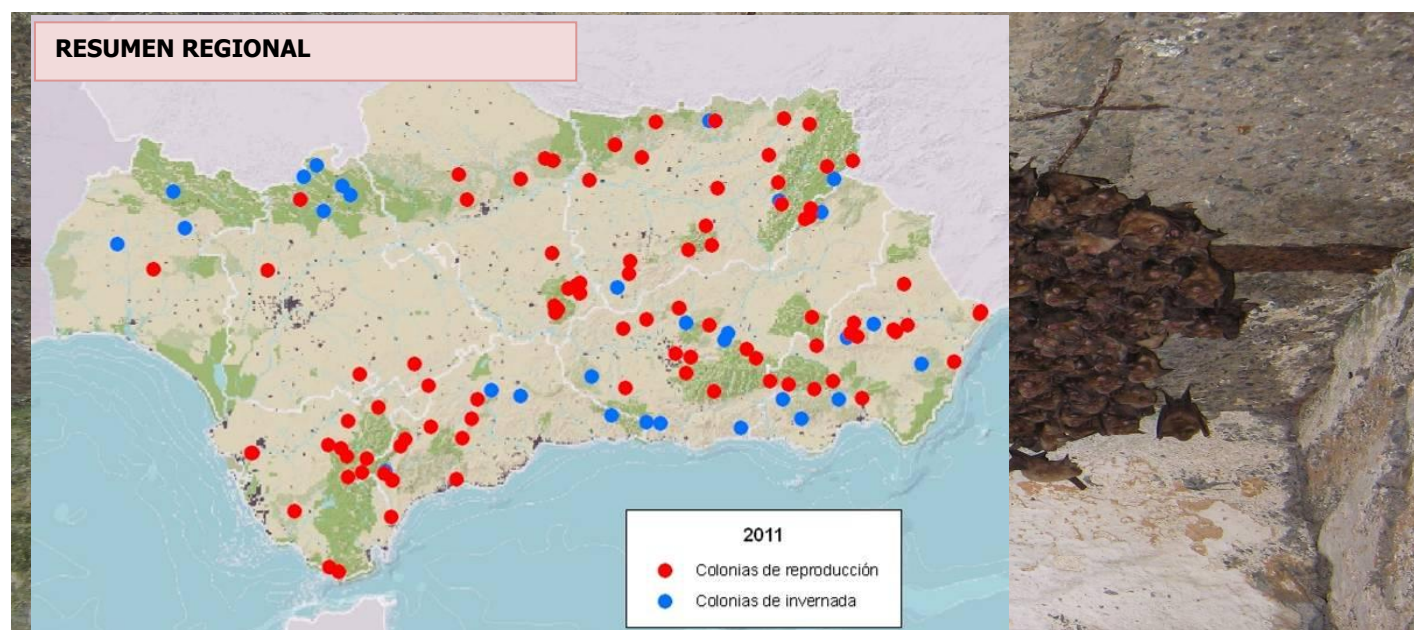 RESUMEN REGIONAL
2011
Colonias de reproducción
Colonias de invernada